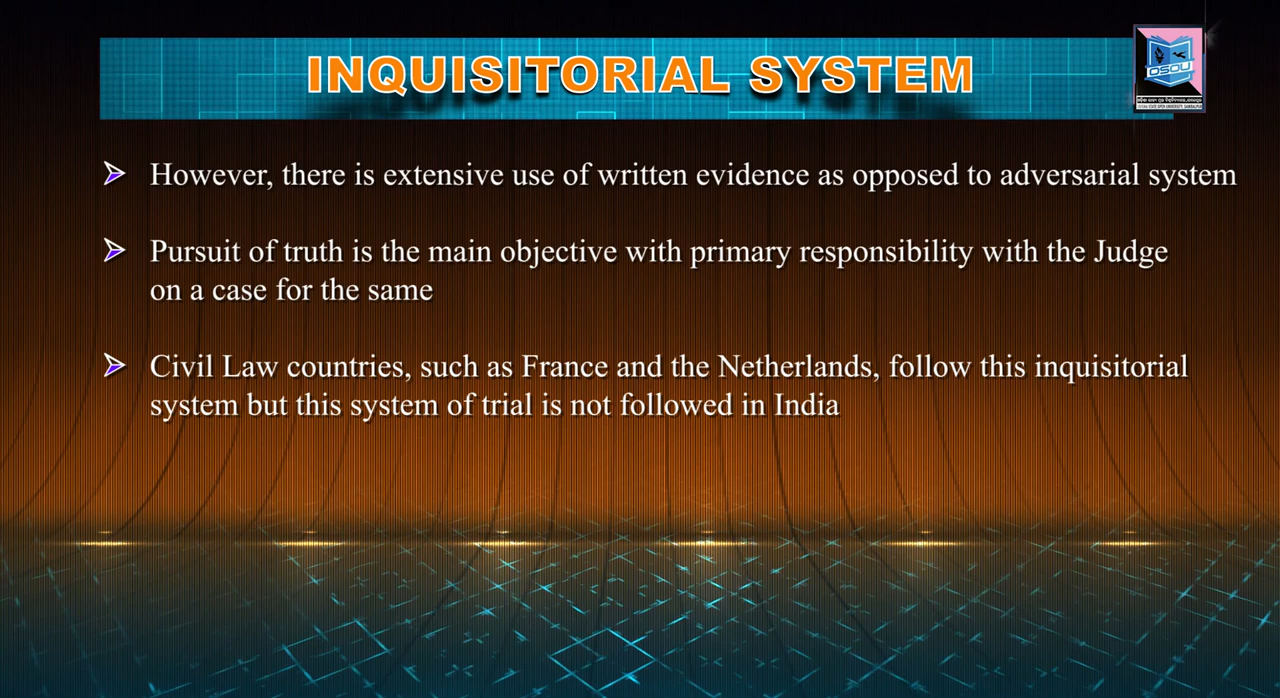 INQUISITORIAL SYSTEM
OSOU
However, there is extensive use of written evidence as opposed to adversarial system
Pursuit of truth is the main objective with primary responsibility with the Judge
on a case for the same
Civil Law countries, such as France and the Netherlands, follow this inquisitorial
system but this system of trial is not followed in India